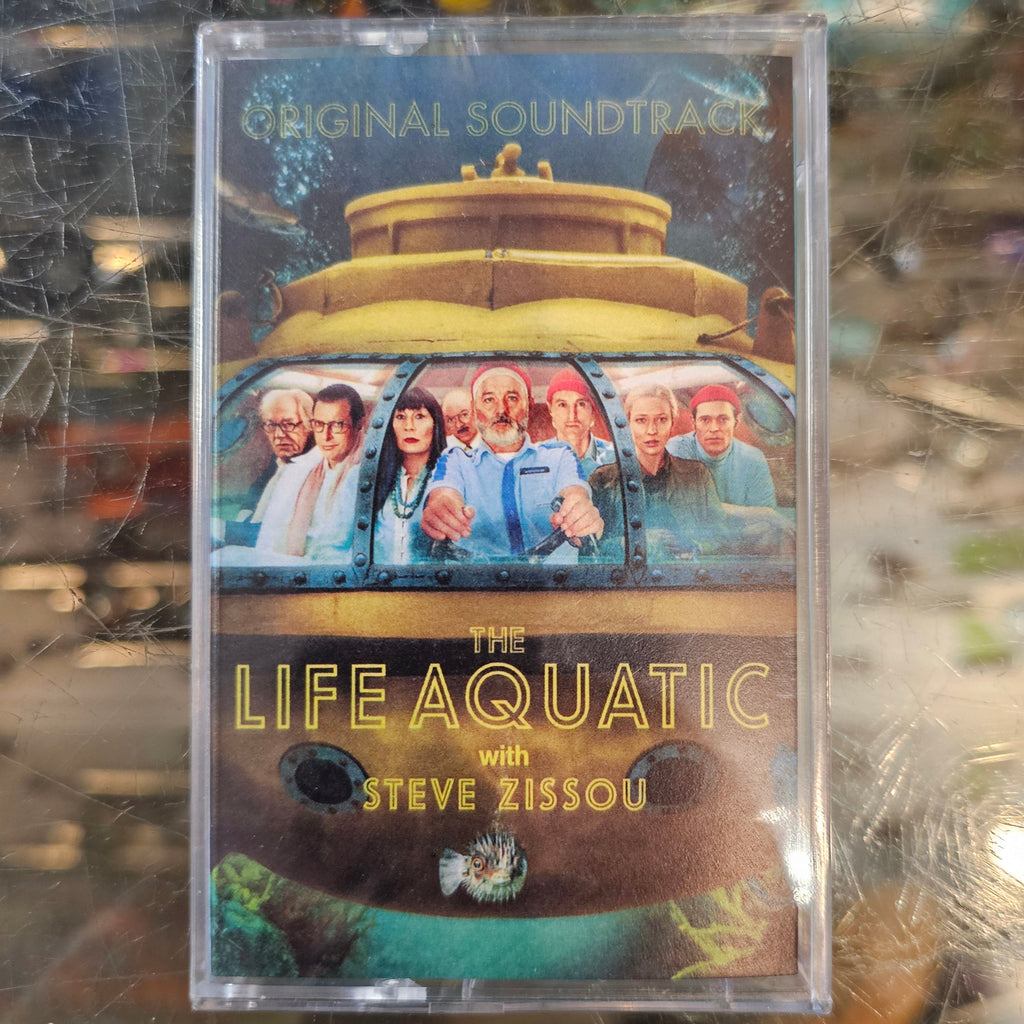 ORIGINAL SOUNDTRACK
THE
LIFE AQUATIC
with
STEVE ZISSOU